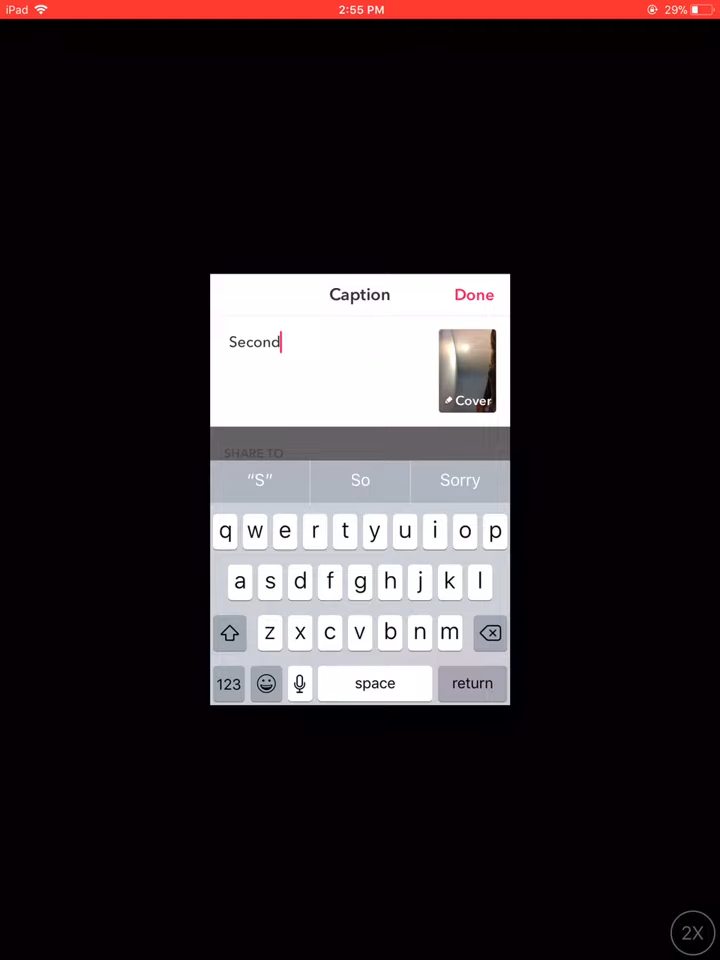 iPad 2:55 PM 29%
Caption Done
Second
Cover
SHARE TO
"S" So Sorry
q w e r t y u i o p
a s d f g h j k l
z x c v b n m
123 space return
2X